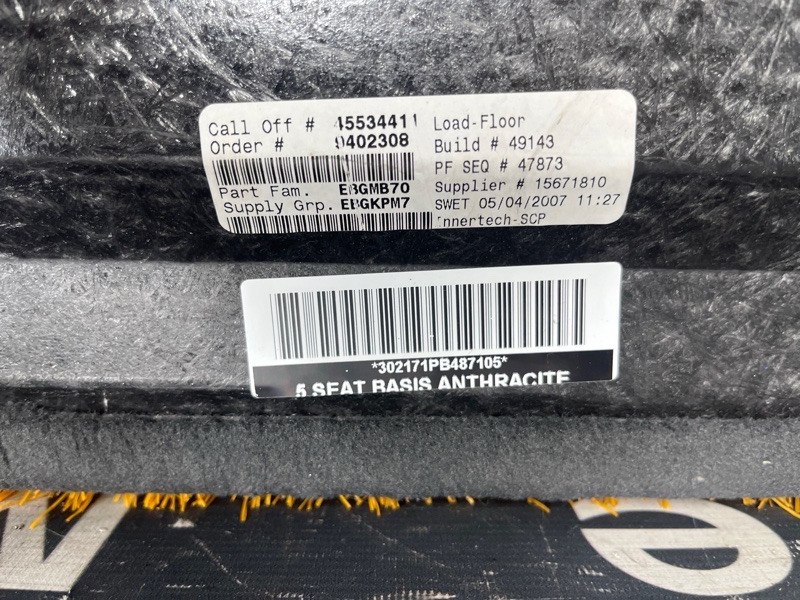 Call Off # 45534411
Order # 9402308
Part Fam. EBGMB70
Supply Grp. EBGKPM7
Load-Floor
Build # 49143
PF SEQ # 47873
Supplier # 15671810
SWET 05/04/2007 11:27
Innertech-SCP
*302171PB487105*
5 SEAT BASIS ANTHRACITE
e